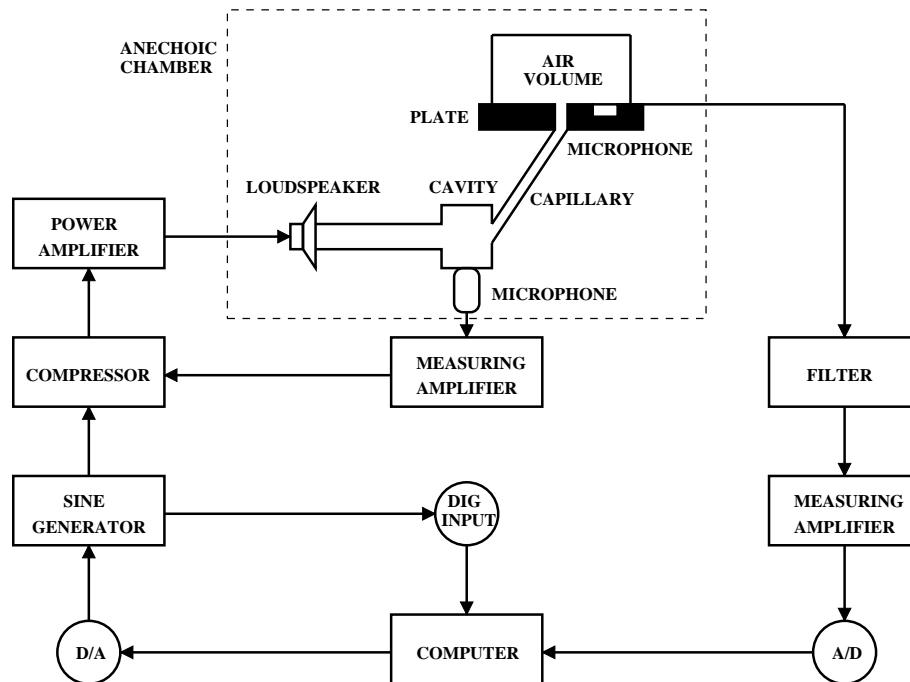 ANECHOIC
CHAMBER
AIR
VOLUME
PLATE
MICROPHONE
LOUDSPEAKER
CAVITY
CAPILLARY
POWER
AMPLIFIER
MICROPHONE
COMPRESSOR
MEASURING
AMPLIFIER
FILTER
SINE
GENERATOR
DIG
INPUT
MEASURING
AMPLIFIER
D/A
COMPUTER
A/D